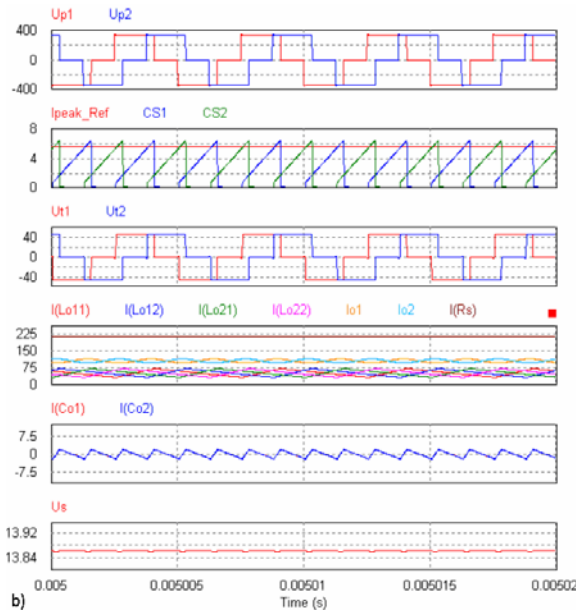 Up1 Up2
400
0
-400
Ipeak_Ref CS1 CS2
8
4
0
Ut1 Ut2
40
0
-40
I(Lo11) I(Lo12) I(Lo21) I(Lo22) Io1 Io2 I(Rs)
225
150
75
0
I(Co1) I(Co2)
7.5
0
-7.5
Us
13.92
13.84
0.005 0.005005 0.00501 0.005015 0.00502
b) Time (s)